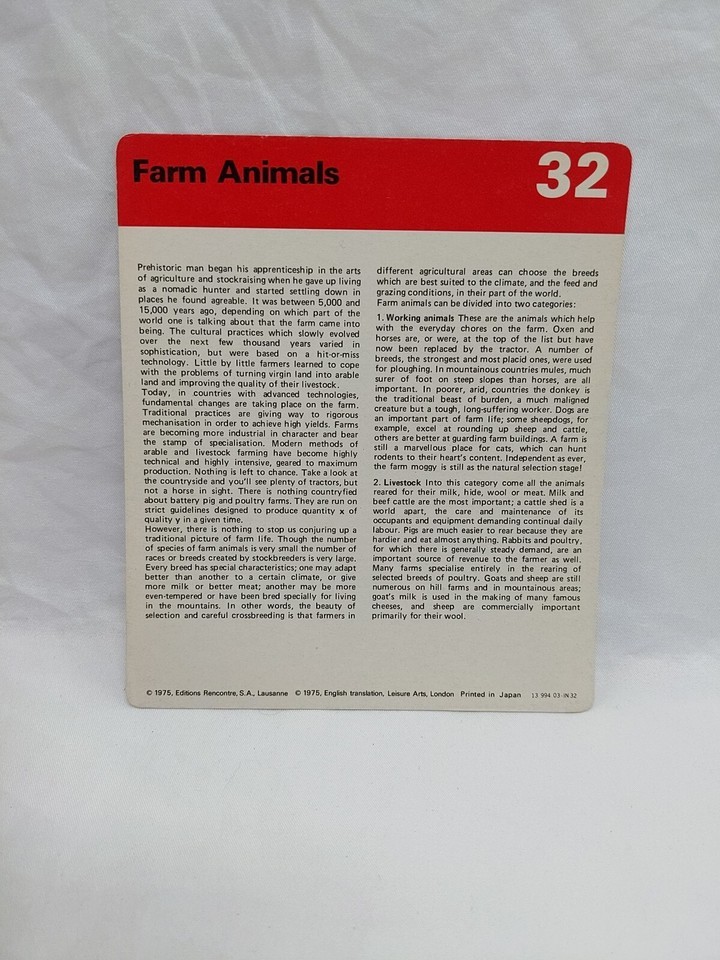 Farm Animals
32
Prehistoric man began his apprenticeship in the arts
of agriculture and stockraising when he gave up living
as a nomadic hunter and started settling down in
places he found agreable. It was between 5,000 and
15,000 years ago, depending on which part of the
world one is talking about that the farm came into
being. The cultural practices which slowly evolved
over the next few thousand years varied in
sophistication, but were based on a hit-or-miss
technology. Little by little farmers learned to cope
with the problems of turning virgin land into arable
land and improving the quality of their livestock.
Today, in countries with advanced technologies,
fundamental changes are taking place on the farm.
Traditional practices are giving way to rigorous
mechanisation in order to achieve high yields. Farms
are becoming more industrial in character and bear
the stamp of specialisation. Modern methods of
arable and livestock farming have become highly
technical and highly intensive, geared to maximum
production. Nothing is left to chance. Take a look at
the countryside and you'll see plenty of tractors, but
not a horse in sight. There is nothing countryfied
about battery pig and poultry farms. They are run on
strict guidelines designed to produce quantity x of
quality y in a given time.
However, there is nothing to stop us conjuring up a
traditional picture of farm life. Though the number
of species of farm animals is very small the number of
races or breeds created by stockbreeders is very large.
Every breed has special characteristics; one may adapt
better than another to a certain climate, or give
more milk or better meat; another may be more
even-tempered or have been bred specially for living
in the mountains. In other words, the beauty of
selection and careful crossbreeding is that farmers in
different agricultural areas can choose the breeds
which are best suited to the climate, and the feed and
grazing conditions, in their part of the world.
Farm animals can be divided into two categories:
1. Working animals These are the animals which help
with the everyday chores on the farm. Oxen and
horses are, or were, at the top of the list but have
now been replaced by the tractor. A number of
breeds, the strongest and most placid ones, were used
for ploughing. In mountainous countries mules, much
surer of foot on steep slopes than horses, are all
important. In poorer, arid, countries the donkey is
the traditional beast of burden, a much maligned
creature but a tough, long-suffering worker. Dogs are
an important part of farm life; some sheepdogs, for
example, excel at rounding up sheep and cattle,
others are better at guarding farm buildings. A farm is
still a marvellous place for cats, which can hunt
rodents to their heart's content. Independent as ever,
the farm moggy is still as the natural selection stage!
2. Livestock Into this category come all the animals
reared for their milk, hide, wool or meat. Milk and
beef cattle are the most important; a cattle shed is a
world apart, the care and maintenance of its
occupants and equipment demanding continual daily
labour. Pigs are much easier to rear because they are
hardier and eat almost anything. Rabbits and poultry,
for which there is generally steady demand, are an
important source of revenue to the farmer as well.
Many farms specialise entirely in the rearing of
selected breeds of poultry. Goats and sheep are still
numerous on hill farms and in mountainous areas;
goat's milk is used in the making of many famous
cheeses, and sheep are commercially important
primarily for their wool.
© 1975, Editions Rencontre, S.A., Lausanne © 1975, English translation, Leisure Arts, London Printed in Japan 13 994 03-IN 32